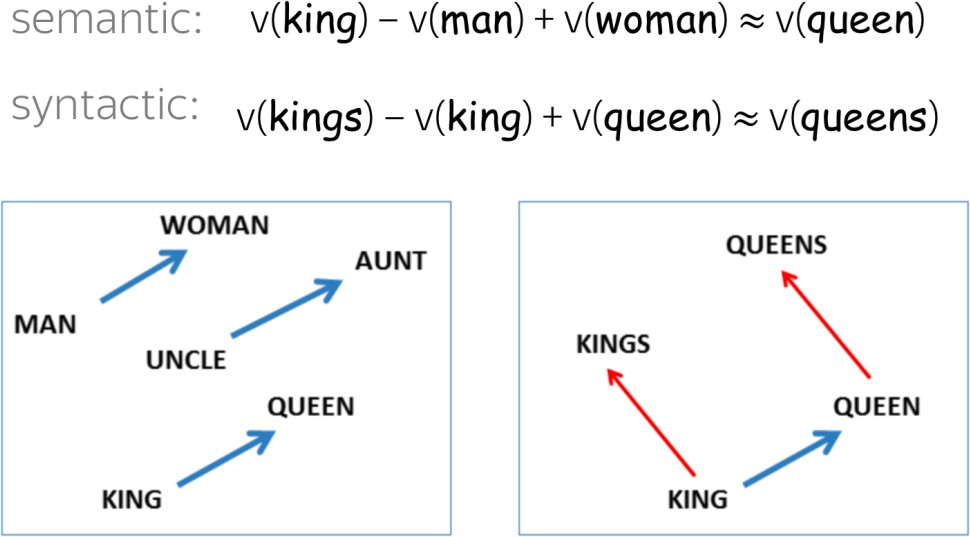 semantic: v(king) – v(man) + v(woman) ≈ v(queen)
syntactic: v(kings) – v(king) + v(queen) ≈ v(queens)
WOMAN
AUNT
MAN
UNCLE
QUEEN
KING
QUEENS
KINGS
QUEEN
KING